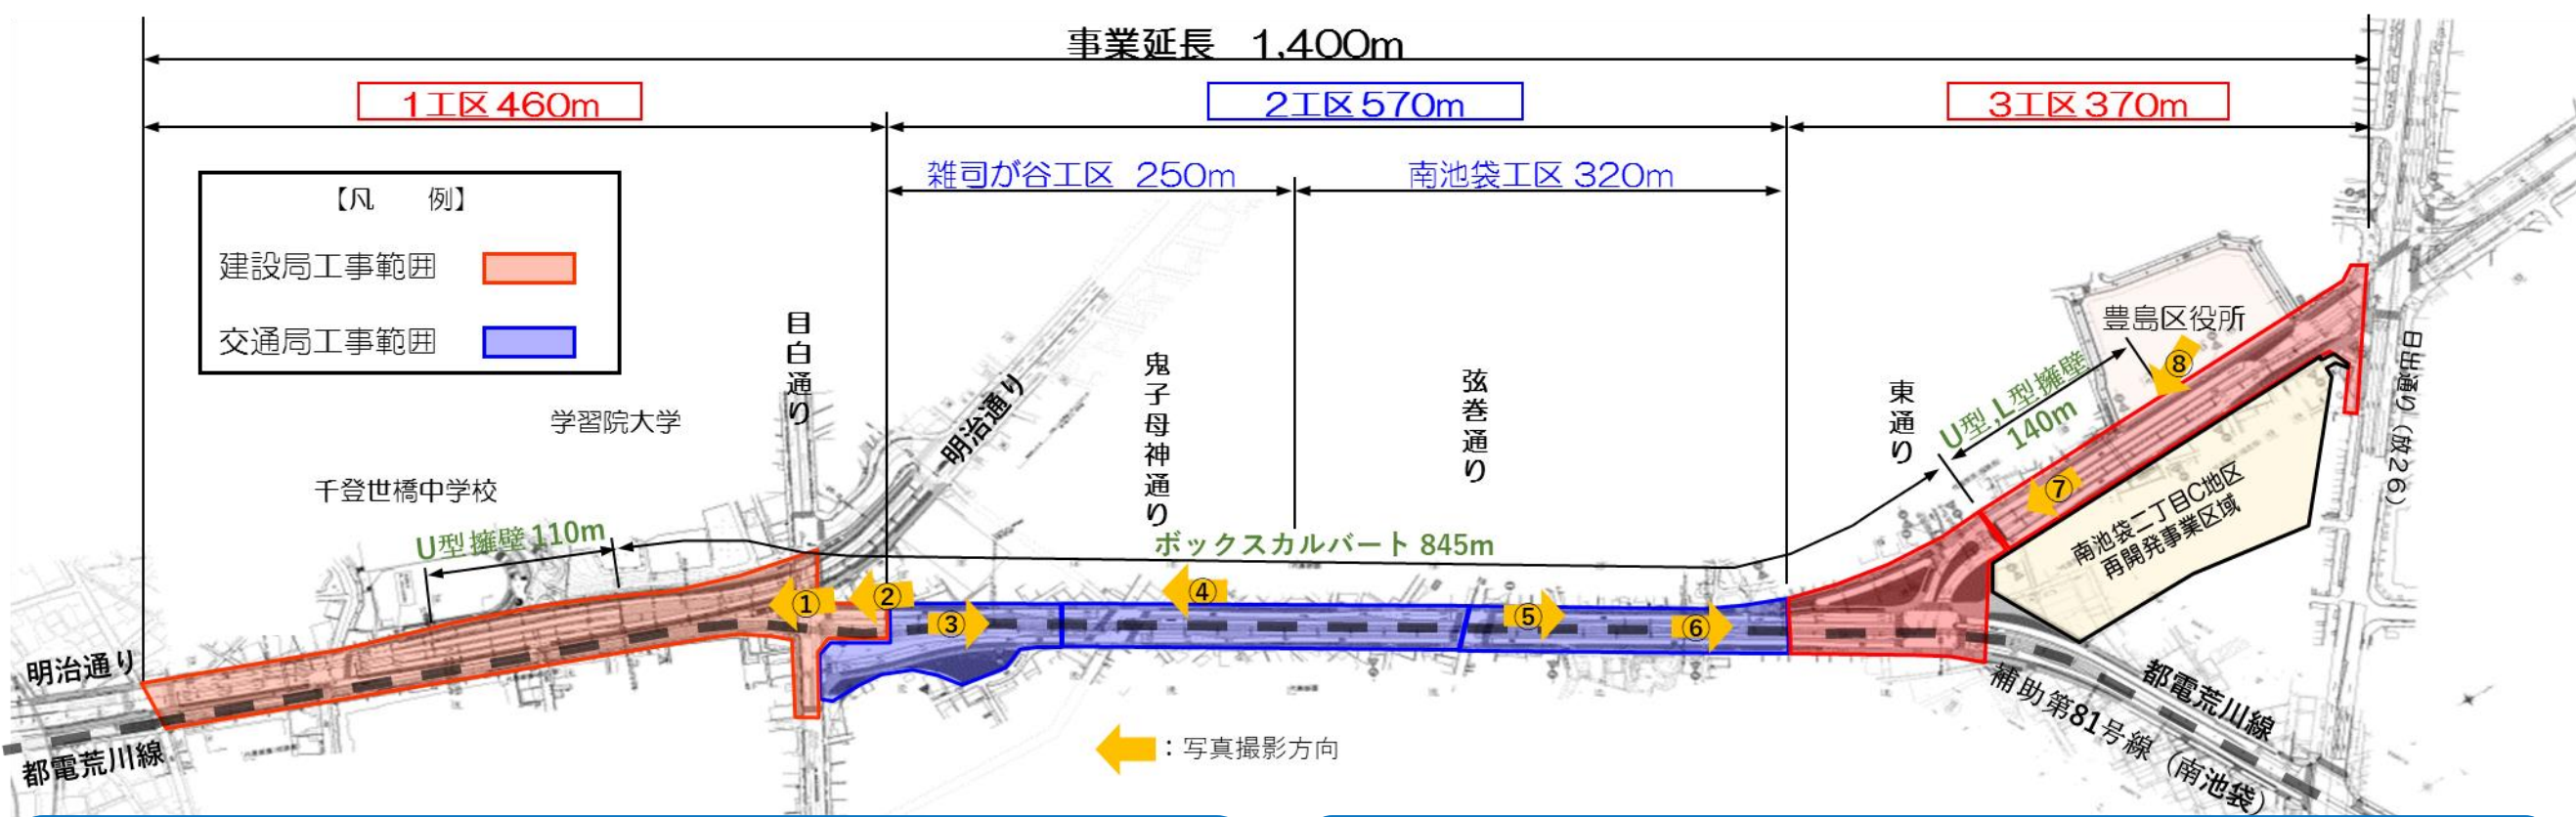 事業延長 1,400m
1工区 460m
2工区 570m
3工区 370m
雑司が谷工区 250m
南池袋工区 320m
【凡 例】
建設局工事範囲
交通局工事範囲
学習院大学
千登世橋中学校
U型擁壁 110m
目白通り
明治通り
鬼子母神通り
弦巻通り
ボックスカルバート 845m
東通り
U型,L型擁壁
140m
豊島区役所
日出通り(放26)
南池袋二丁目C地区
再開発事業区域
①
②
③
④
⑤
⑥
⑦
⑧
明治通り
都電荒川線
:写真撮影方向
都電荒川線
補助第81号線(南池袋)